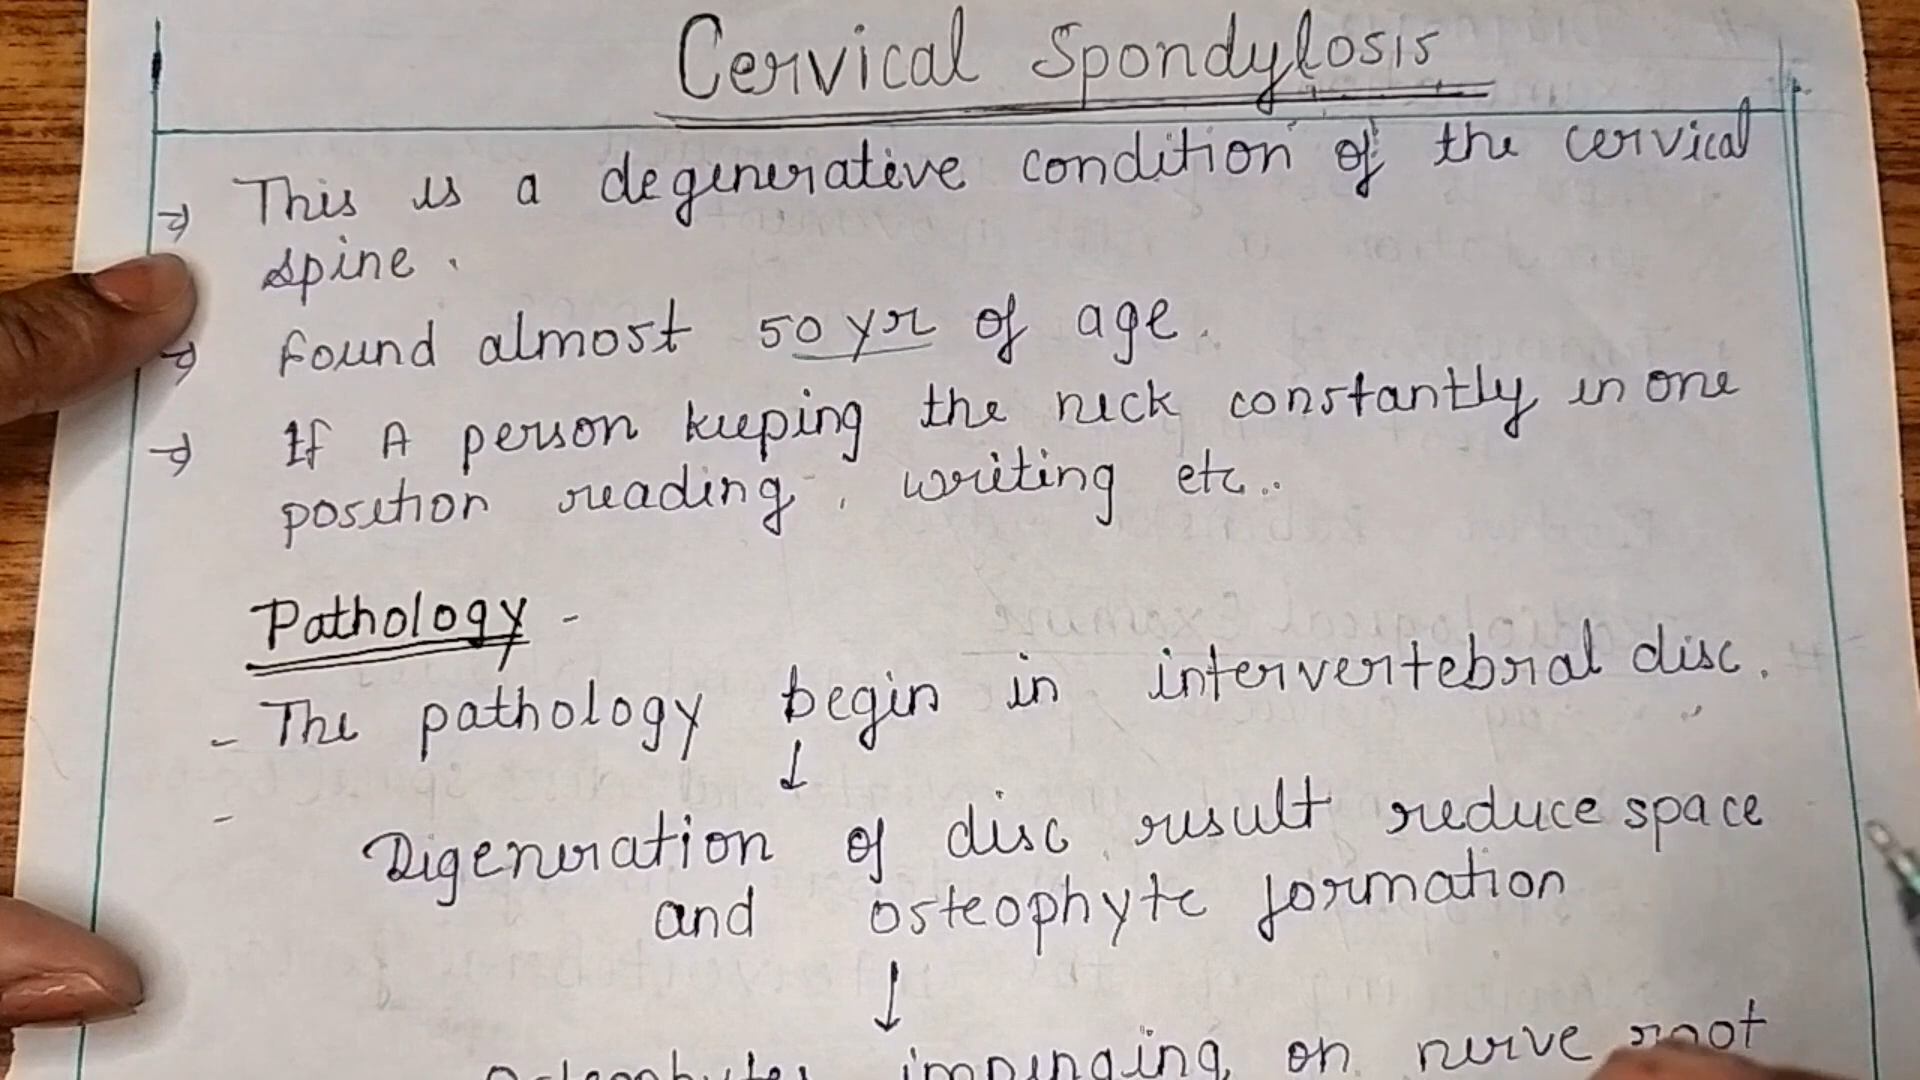 Cervical Spondylosis
→ This is a degenerative condition of the cervical
spine.
→ Found almost 50 yr of age.
→ If A person keeping the neck constantly in one
position reading, writing etc..
Pathology -
- The pathology begin in intervertebral disc.
↓
- Digeneration of disc result reduce space
and osteophyte formation
↓
Osteophytes impinging on nerve root